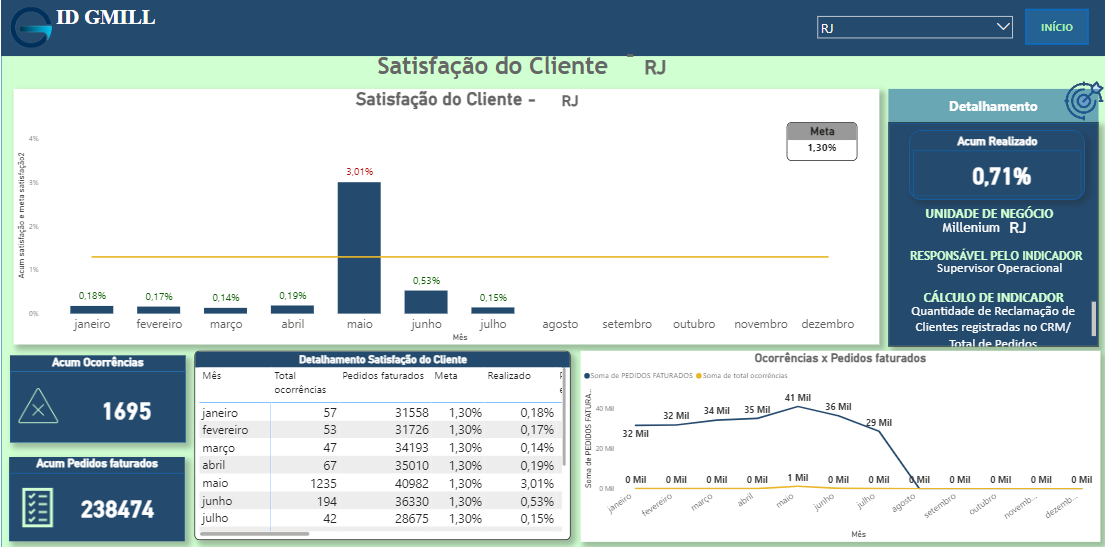 ID GMILL
RJ
INÍCIO
Satisfação do Cliente - RJ
Satisfação do Cliente - RJ
Meta
1,30%
Acum satisfação e meta satisfação2
4%
3%
2%
1%
0%
0,18%
0,17%
0,14%
0,19%
3,01%
0,53%
0,15%
janeiro fevereiro março abril maio junho julho agosto setembro outubro novembro dezembro
Mês
Detalhamento
Acum Realizado
0,71%
UNIDADE DE NEGÓCIO
Millenium RJ
RESPONSÁVEL PELO INDICADOR
Supervisor Operacional
CÁLCULO DE INDICADOR
Quantidade de Reclamação de
Clientes registradas no CRM/
Total de Pedidos
Acum Ocorrências
1695
Acum Pedidos faturados
238474
Detalhamento Satisfação do Cliente
Mês Total ocorrências Pedidos faturados Meta Realizado
janeiro 57 31558 1,30% 0,18%
fevereiro 53 31726 1,30% 0,17%
março 47 34193 1,30% 0,14%
abril 67 35010 1,30% 0,19%
maio 1235 40982 1,30% 3,01%
junho 194 36330 1,30% 0,53%
julho 42 28675 1,30% 0,15%
Ocorrências x Pedidos faturados
Soma de PEDIDOS FATURADOS Soma de total ocorrências
Soma de PEDIDOS FATURA...
40 Mil
20 Mil
0 Mil
32 Mil 32 Mil 34 Mil 35 Mil 41 Mil 36 Mil 29 Mil 0 Mil
0 Mil 0 Mil 0 Mil 0 Mil 1 Mil 0 Mil 0 Mil 0 Mil 0 Mil 0 Mil 0 Mil
janeiro fevereiro março abril maio junho julho agosto setembro outubro novemb... dezemb...
Mês